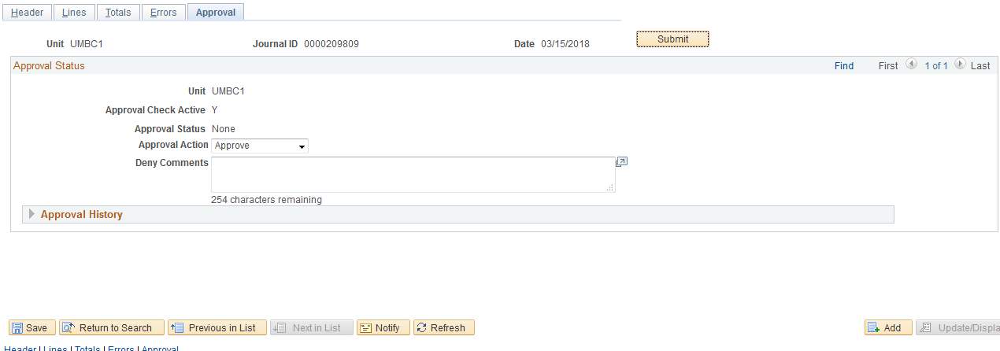 Header Lines Totals Errors Approval
Unit UMBC1 Journal ID 0000209809 Date 03/15/2018 Submit
Approval Status Find First 1 of 1 Last
Unit UMBC1
Approval Check Active Y
Approval Status None
Approval Action Approve
Deny Comments
254 characters remaining
Approval History
Save Return to Search Previous in List Next in List Notify Refresh Add Update/Displa
Header | Lines | Totals | Errors | Approval